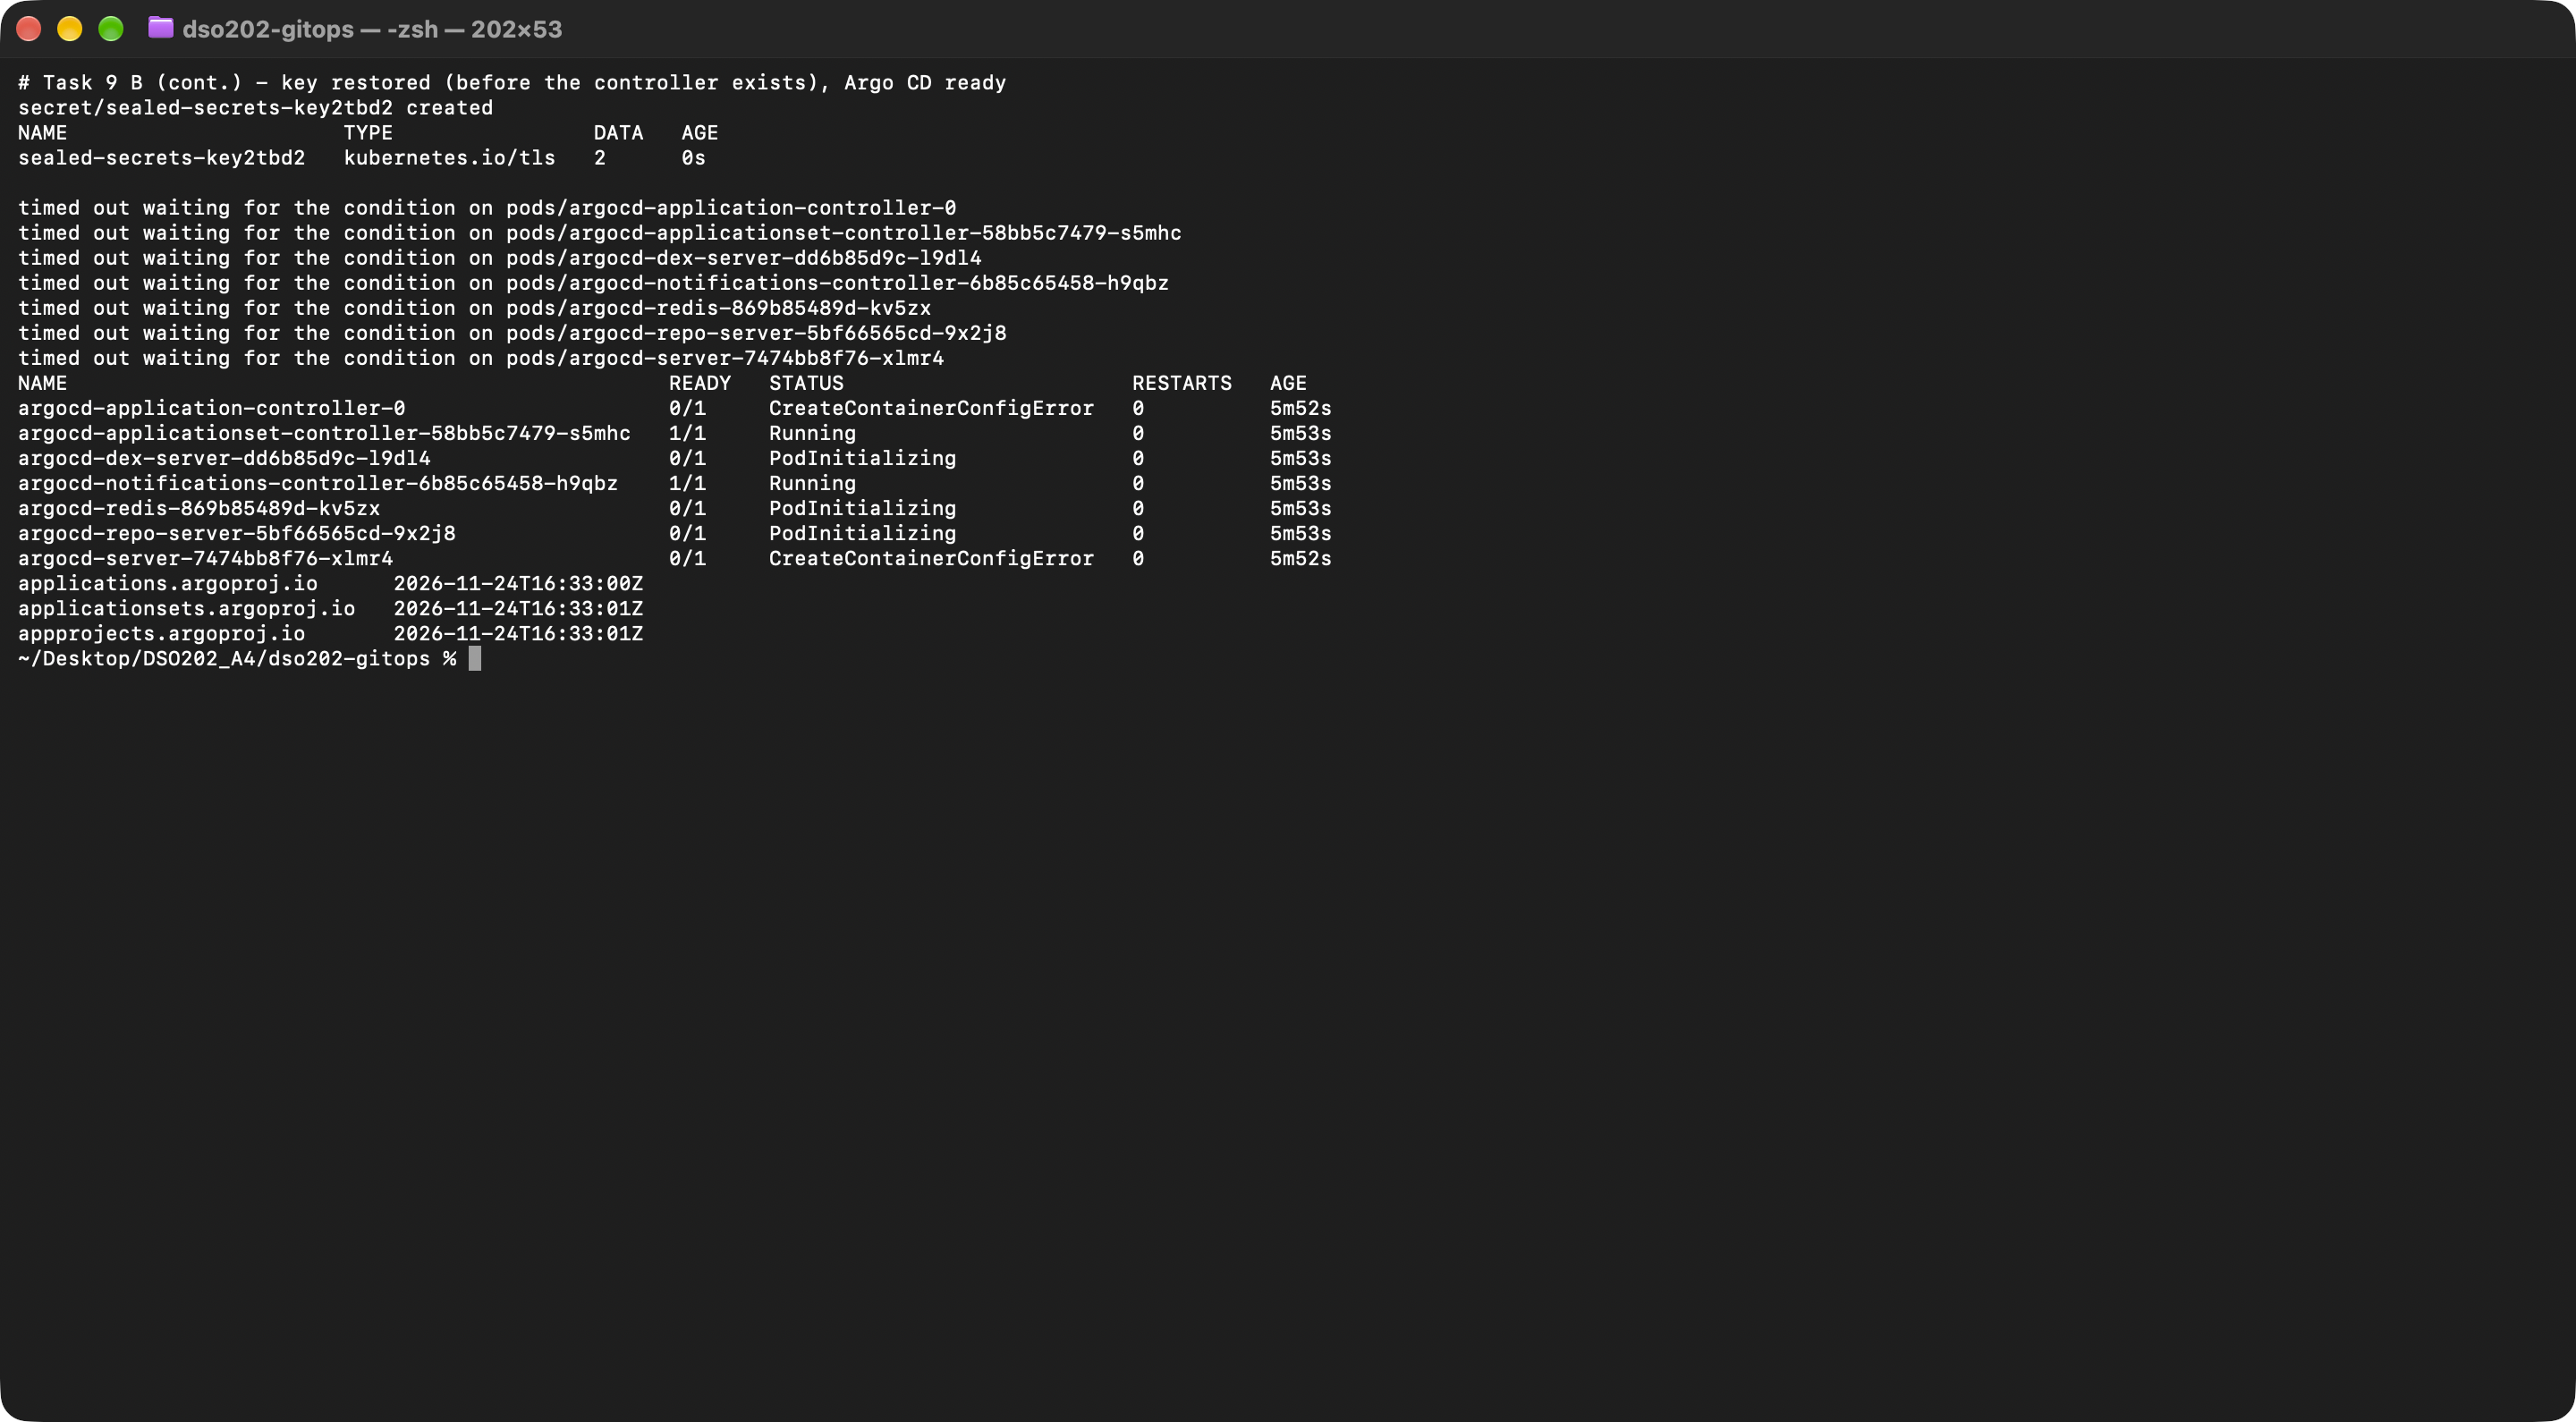 dso202-gitops — -zsh — 202×53
# Task 9 B (cont.) — key restored (before the controller exists), Argo CD ready
secret/sealed-secrets-key2tbd2 created
NAME                      TYPE                DATA   AGE
sealed-secrets-key2tbd2   kubernetes.io/tls   2      0s
timed out waiting for the condition on pods/argocd-application-controller-0
timed out waiting for the condition on pods/argocd-applicationset-controller-58bb5c7479-s5mhc
timed out waiting for the condition on pods/argocd-dex-server-dd6b85d9c-l9dl4
timed out waiting for the condition on pods/argocd-notifications-controller-6b85c65458-h9qbz
timed out waiting for the condition on pods/argocd-redis-869b85489d-kv5zx
timed out waiting for the condition on pods/argocd-repo-server-5bf66565cd-9x2j8
timed out waiting for the condition on pods/argocd-server-7474bb8f76-xlmr4
NAME                                                READY   STATUS                       RESTARTS   AGE
argocd-application-controller-0                     0/1     CreateContainerConfigError   0          5m52s
argocd-applicationset-controller-58bb5c7479-s5mhc   1/1     Running                      0          5m53s
argocd-dex-server-dd6b85d9c-l9dl4                   0/1     PodInitializing              0          5m53s
argocd-notifications-controller-6b85c65458-h9qbz    1/1     Running                      0          5m53s
argocd-redis-869b85489d-kv5zx                       0/1     PodInitializing              0          5m53s
argocd-repo-server-5bf66565cd-9x2j8                 0/1     PodInitializing              0          5m53s
argocd-server-7474bb8f76-xlmr4                      0/1     CreateContainerConfigError   0          5m52s
applications.argoproj.io      2026-11-24T16:33:00Z
applicationsets.argoproj.io   2026-11-24T16:33:01Z
appprojects.argoproj.io       2026-11-24T16:33:01Z
~/Desktop/DSO202_A4/dso202-gitops %